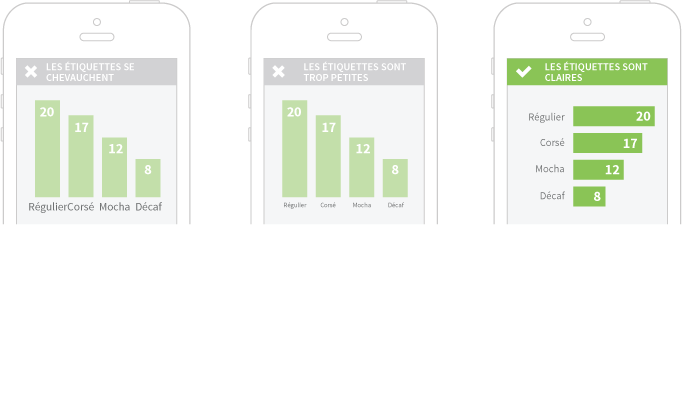 LES ÉTIQUETTES SE
CHEVAUCHENT
20
17
12
8
RégulierCorsé Mocha Décaf
LES ÉTIQUETTES SONT
TROP PETITES
20
17
12
8
Régulier Corsé Mocha Décaf
LES ÉTIQUETTES SONT
CLAIRES
Régulier 20
Corsé 17
Mocha 12
Décaf 8